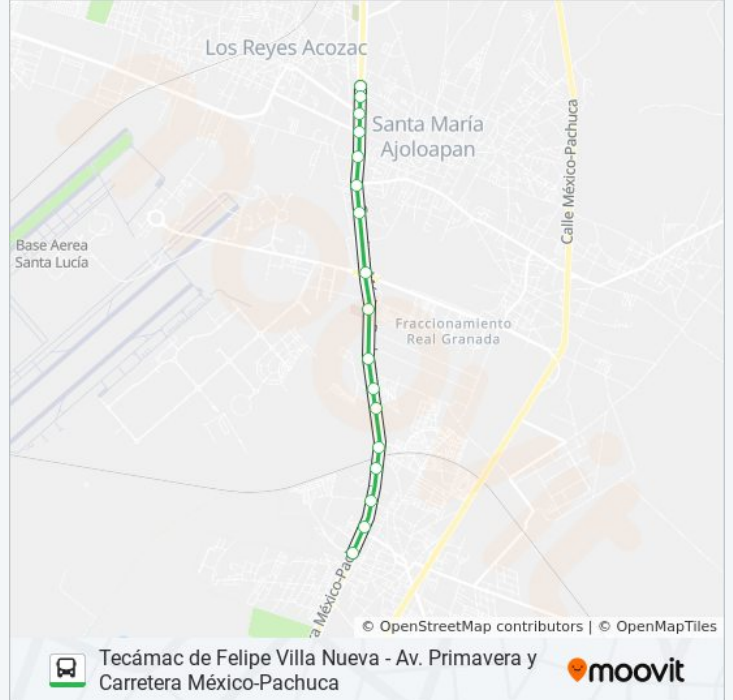 Los Reyes Acozac
Santa María
Ajoloapan
Calle México-Pachuca
Base Aerea
Santa Lucía
Fraccionamiento
Real Granada
ra México-Pac
© OpenStreetMap contributors | © OpenMapTiles
Tecámac de Felipe Villa Nueva - Av. Primavera y
Carretera México-Pachuca
moovit